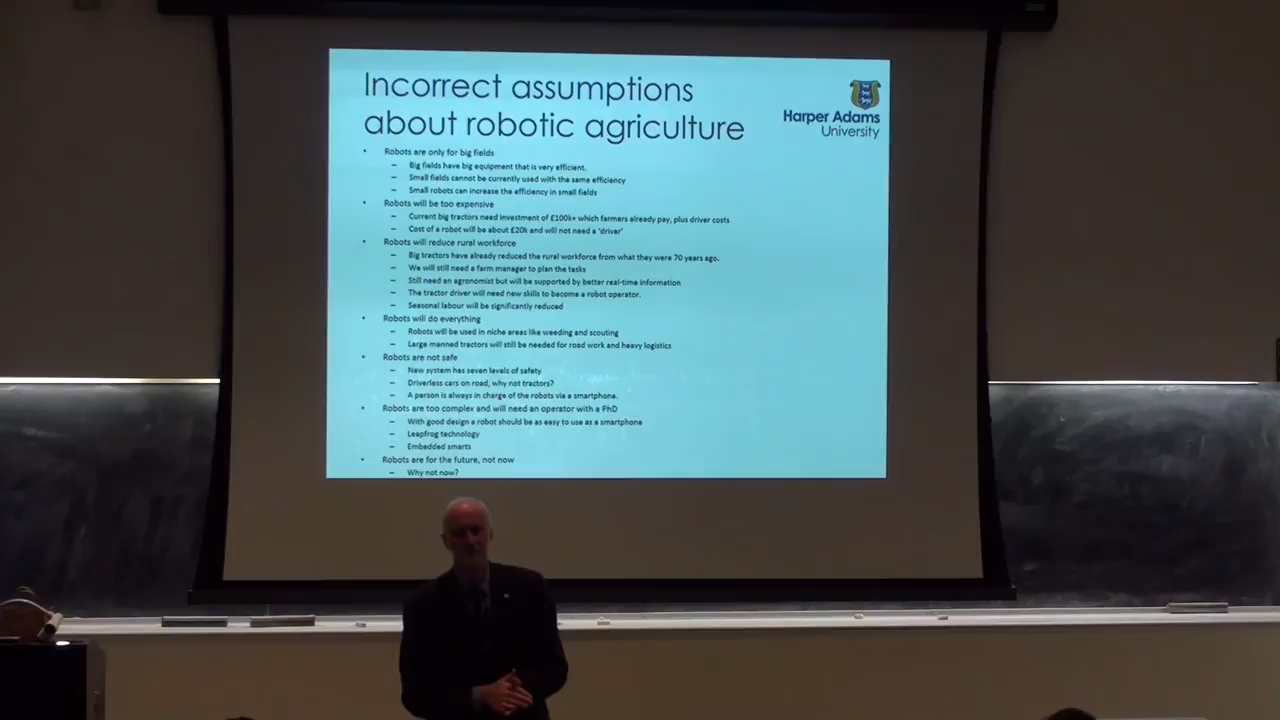 Incorrect assumptions
about robotic agriculture
Harper Adams
University
• Robots are only for big fields
– Big fields have big equipment that is very efficient.
– Small fields cannot be currently used with the same efficiency
– Small robots can increase the efficiency in small fields
• Robots will be too expensive
– Current big tractors need investment of £100k+ which farmers already pay, plus driver costs
– Cost of a robot will be about £20k and will not need a 'driver'
• Robots will reduce rural workforce
– Big tractors have already reduced the rural workforce from what they were 70 years ago.
– We will still need a farm manager to plan the tasks
– Still need an agronomist but will be supported by better real-time information
– The tractor driver will need new skills to become a robot operator.
– Seasonal labour will be significantly reduced
• Robots will do everything
– Robots will be used in niche areas like weeding and scouting
– Large manned tractors will still be needed for road work and heavy logistics
• Robots are not safe
– New system has seven levels of safety
– Driverless cars on road, why not tractors?
– A person is always in charge of the robots via a smartphone.
• Robots are too complex and will need an operator with a PhD
– With good design a robot should be as easy to use as a smartphone
– Leapfrog technology
– Embedded smarts
• Robots are for the future, not now
– Why not now?